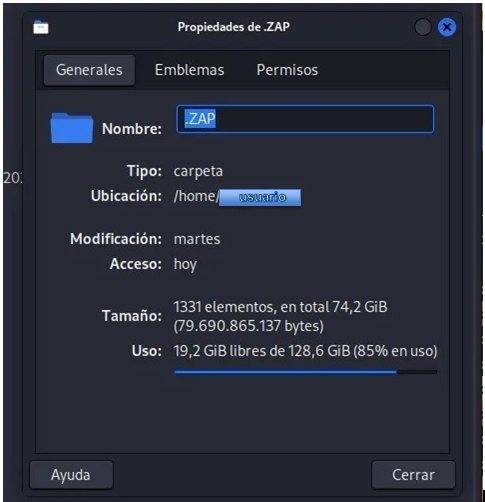 Propiedades de .ZAP
Generales Emblemas Permisos
Nombre: .ZAP
Tipo: carpeta
Ubicación: /home/usuario
Modificación: martes
Acceso: hoy
Tamaño: 1331 elementos, en total 74,2 GiB
(79.690.865.137 bytes)
Uso: 19,2 GiB libres de 128,6 GiB (85% en uso)
Ayuda Cerrar